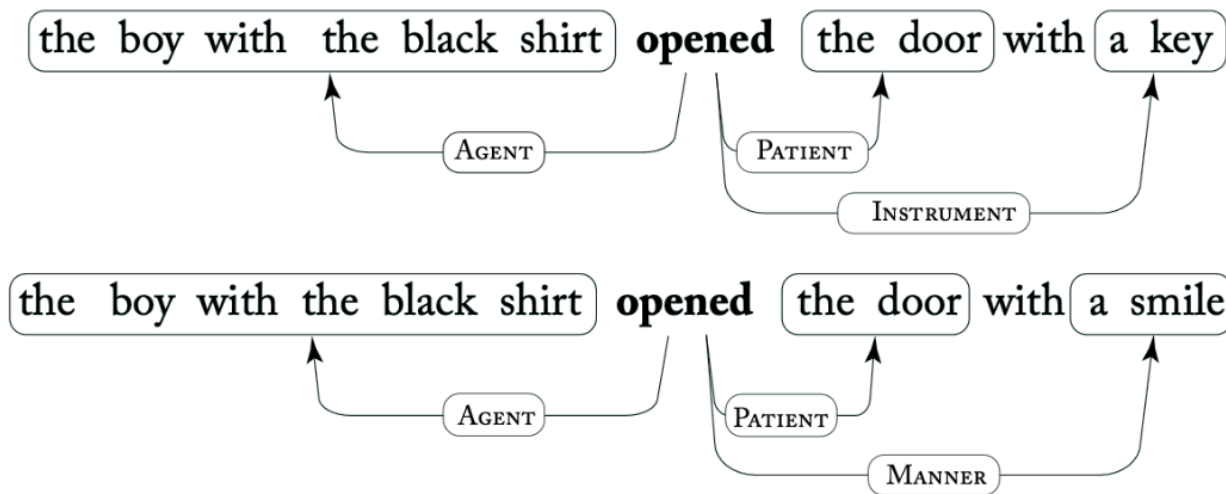 the boy with the black shirt opened the door with a key
AGENT PATIENT
INSTRUMENT
the boy with the black shirt opened the door with a smile
AGENT PATIENT
MANNER